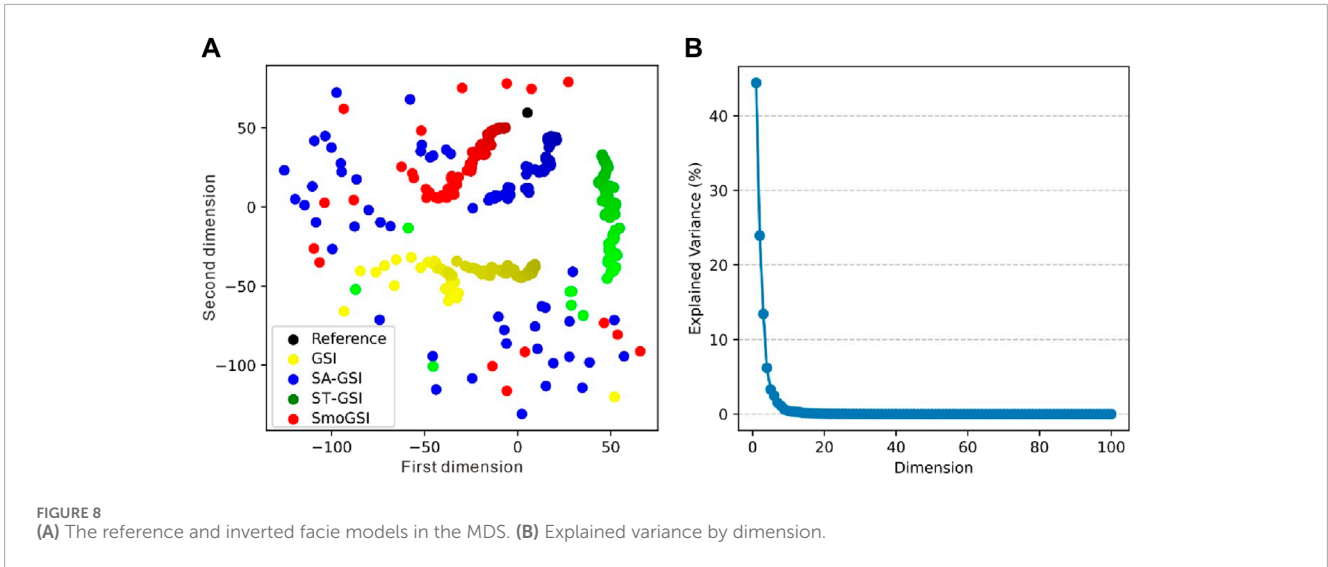 A
50
0
−50
−100
Second dimension
Reference
GSI
SA-GSI
ST-GSI
SmoGSI
−100
−50
0
50
First dimension
B
40
30
20
10
0
Explained Variance (%)
0
20
40
60
80
100
Dimension
FIGURE 8
(A) The reference and inverted facie models in the MDS. (B) Explained variance by dimension.